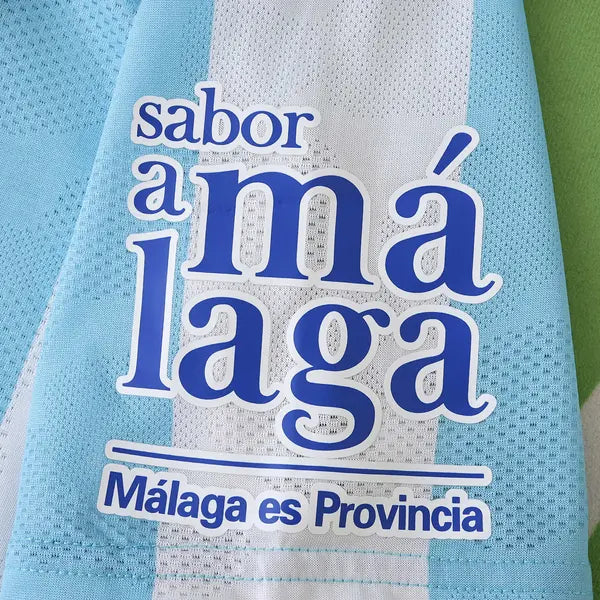 sabor
a má
laga
Málaga es Provincia